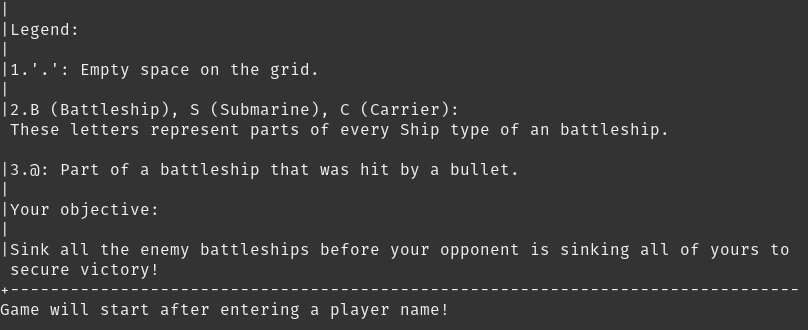 |
|Legend:
|
|1.'.': Empty space on the grid.
|
|2.B (Battleship), S (Submarine), C (Carrier):
 These letters represent parts of every Ship type of an battleship.

|3.@: Part of a battleship that was hit by a bullet.
|
|Your objective:
|
|Sink all the enemy battleships before your opponent is sinking all of yours to
 secure victory!
+-------------------------------------------------------------------------------
Game will start after entering a player name!